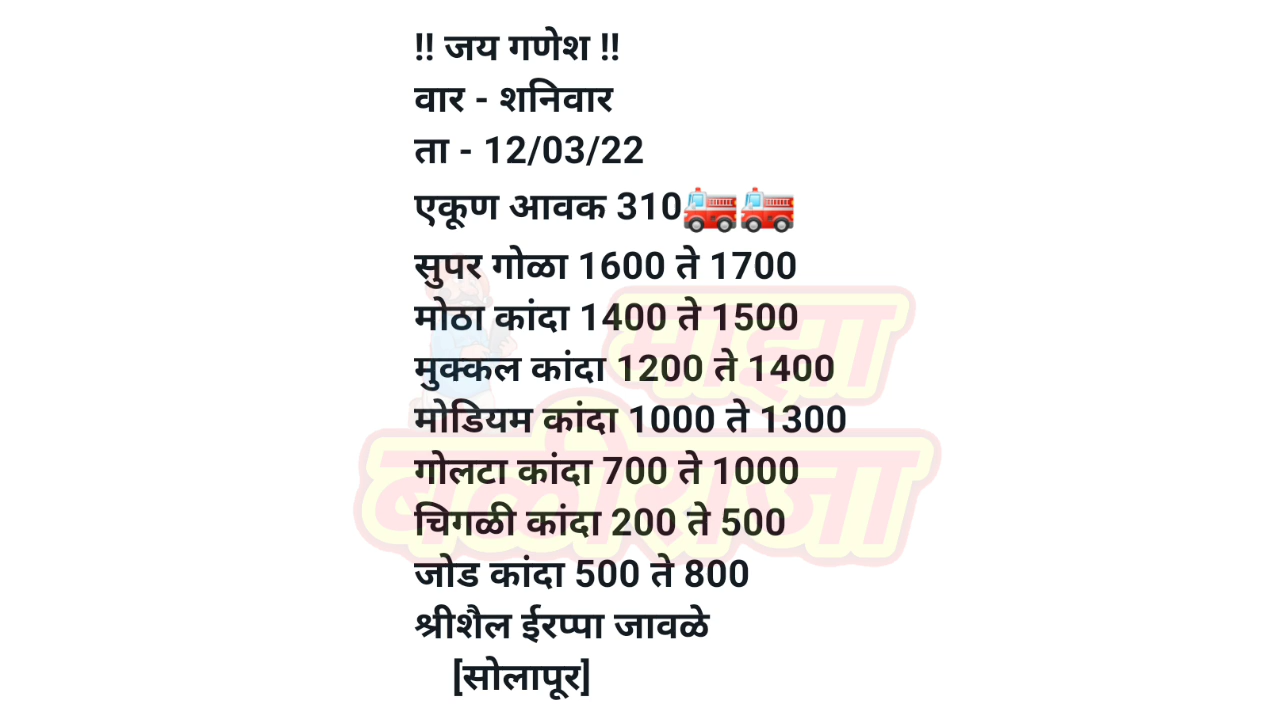 !! जय गणेश !!
वार - शनिवार
ता - 12/03/22
एकूण आवक 310🚒🚒
सुपर गोळा 1600 ते 1700
मोठा कांदा 1400 ते 1500
मुक्कल कांदा 1200 ते 1400
मोडियम कांदा 1000 ते 1300
गोलटा कांदा 700 ते 1000
चिगळी कांदा 200 ते 500
जोड कांदा 500 ते 800
श्रीशैल ईरप्पा जावळे
[सोलापूर]
माझा
बळीराजा